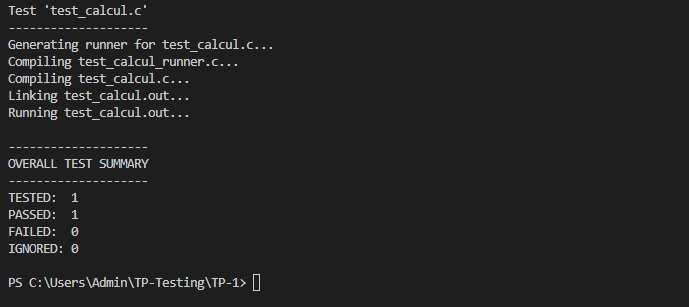 Test 'test_calcul.c'
--------------------
Generating runner for test_calcul.c...
Compiling test_calcul_runner.c...
Compiling test_calcul.c...
Linking test_calcul.out...
Running test_calcul.out...
--------------------
OVERALL TEST SUMMARY
--------------------
TESTED:  1
PASSED:  1
FAILED:  0
IGNORED: 0
PS C:\Users\Admin\TP-Testing\TP-1>